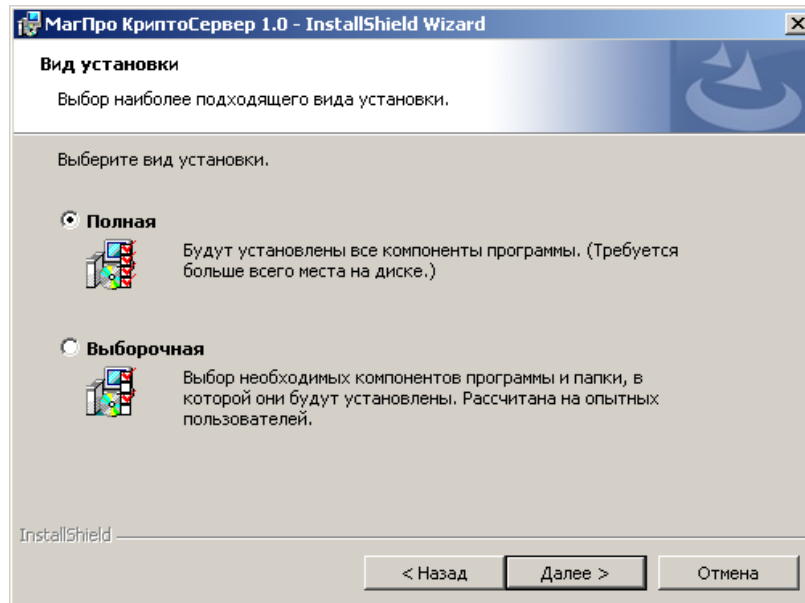 МагПро КриптоСервер 1.0 - InstallShield Wizard
Вид установки
Выбор наиболее подходящего вида установки.
Выберите вид установки.
Полная
Будут установлены все компоненты программы. (Требуется
больше всего места на диске.)
Выборочная
Выбор необходимых компонентов программы и папки, в
которой они будут установлены. Рассчитана на опытных
пользователей.
InstallShield
< Назад Далее > Отмена